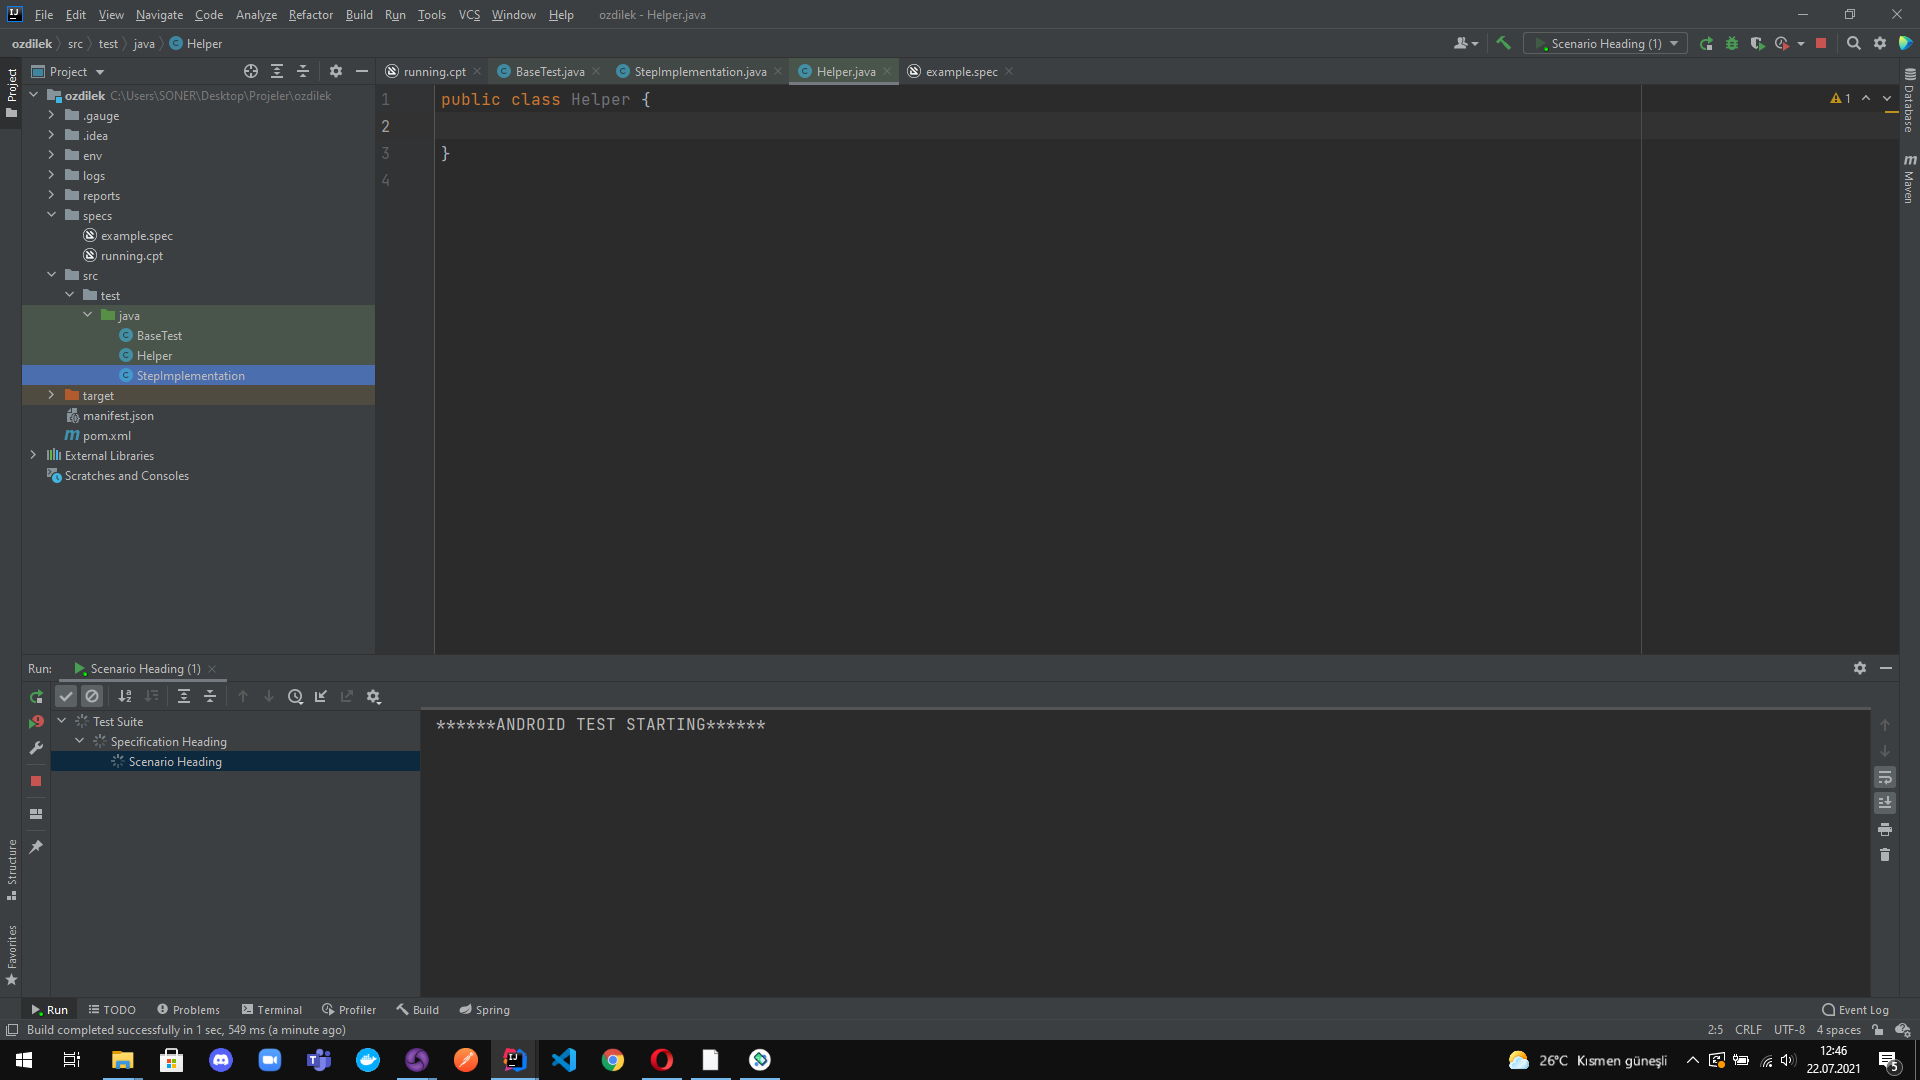 File Edit View Navigate Code Analyze Refactor Build Run Tools VCS Window Help ozdilek - Helper.java
ozdilek src test java Helper
Scenario Heading (1)
Project
running.cpt BaseTest.java StepImplementation.java Helper.java example.spec
Project
ozdilek C:\Users\SONER\Desktop\Projeler\ozdilek
.gauge
.idea
env
logs
reports
specs
example.spec
running.cpt
src
test
java
BaseTest
Helper
StepImplementation
target
manifest.json
pom.xml
External Libraries
Scratches and Consoles
1 public class Helper {
2
3 }
4
1
Database
Maven
Run: Scenario Heading (1)
Test Suite
Specification Heading
Scenario Heading
******ANDROID TEST STARTING******
Structure
Favorites
Run TODO Problems Terminal Profiler Build Spring Event Log
Build completed successfully in 1 sec, 549 ms (a minute ago) 2:5 CRLF UTF-8 4 spaces
26°C Kısmen güneşli
12:46
22.07.2021
5